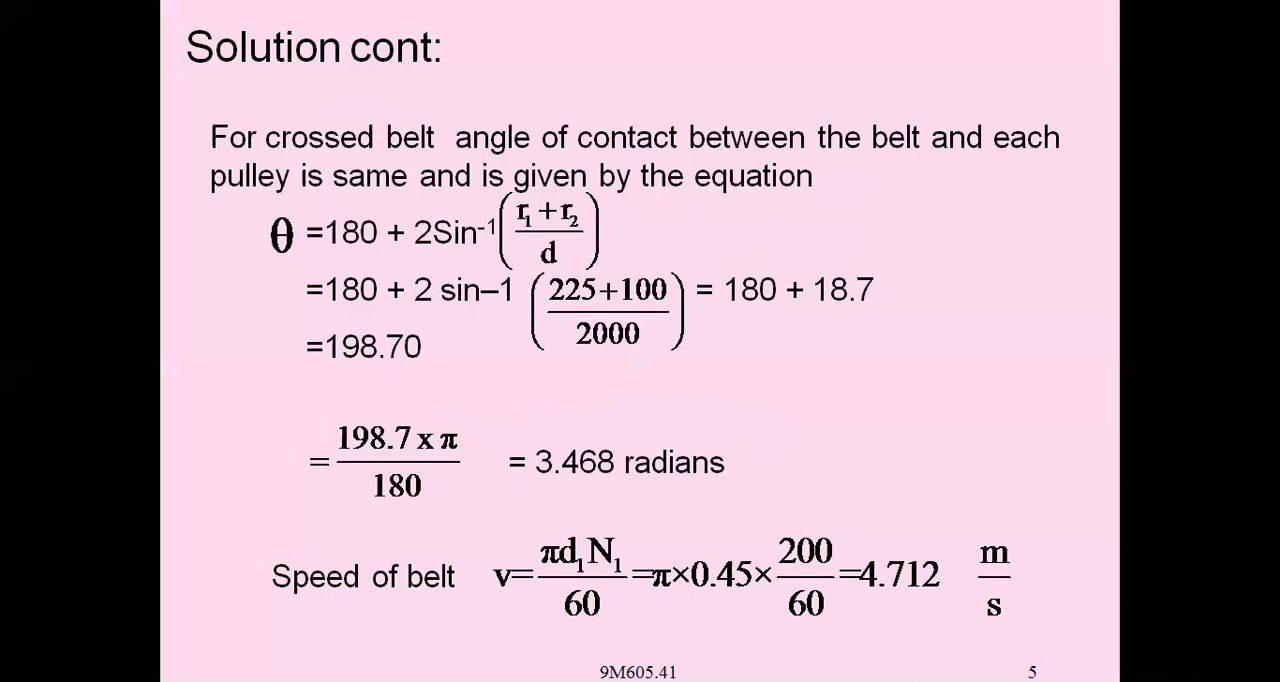 Solution cont:
For crossed belt angle of contact between the belt and each
pulley is same and is given by the equation
θ =180 + 2Sin⁻¹((r₁+r₂)/d)
=180 + 2 sin–1 ((225+100)/2000) = 180 + 18.7
=198.70
= (198.7 x π)/180 = 3.468 radians
Speed of belt v= (πd₁N₁)/60 =π×0.45× 200/60 =4.712 m/s
9M605.41 5